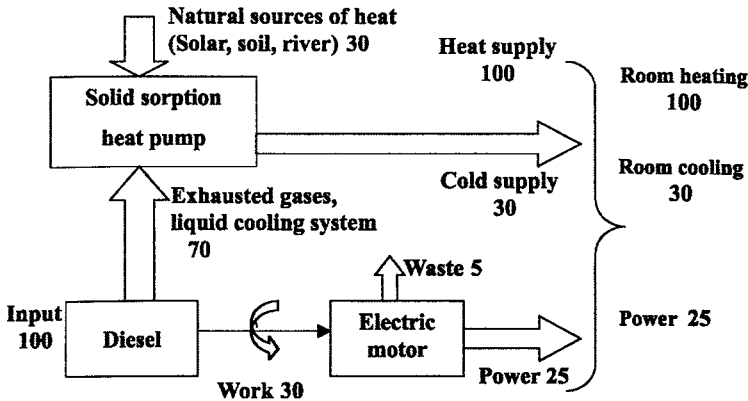 Natural sources of heat
(Solar, soil, river) 30
Heat supply
100
Room heating
100
Solid sorption
heat pump
Room cooling
30
Cold supply
30
Exhausted gases,
liquid cooling system
70
Waste 5
Input
100
Diesel
Electric
motor
Power 25
Work 30
Power 25